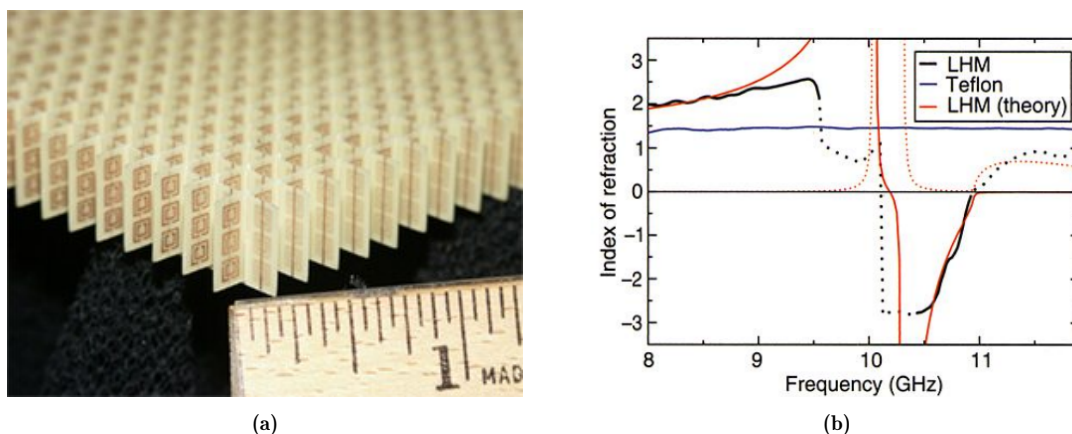 1
MAD
(a)
3
2
1
0
−1
−2
−3
Index of refraction
LHM
Teflon
LHM (theory)
8
9
10
11
Frequency (GHz)
(b)